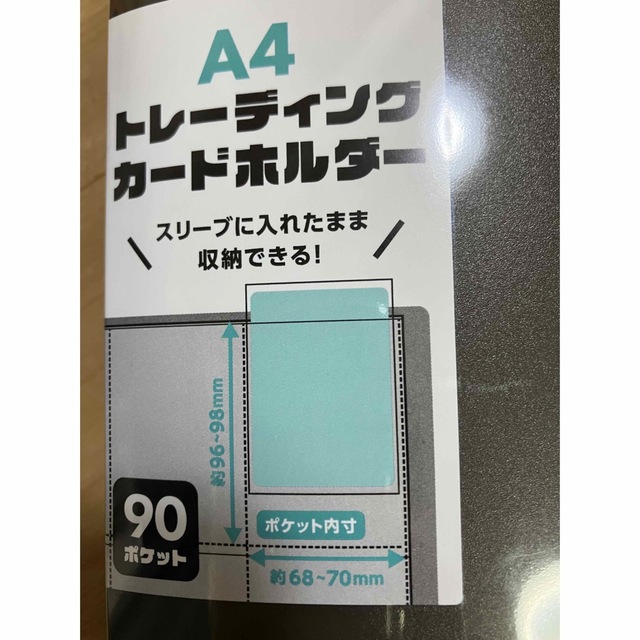 A4
トレーディング
カードホルダー
スリーブに入れたまま
収納できる!
約96~98mm
90
ポケット
ポケット内寸
約68~70mm